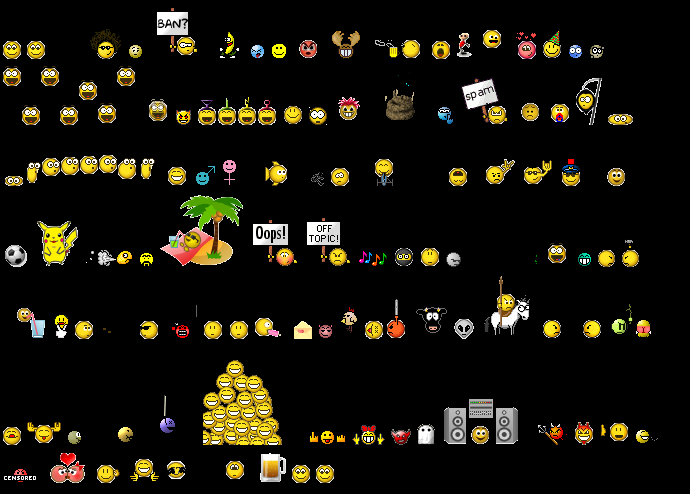 BAN?
spam
Oops!
OFF
TOPIC!
CENSORED